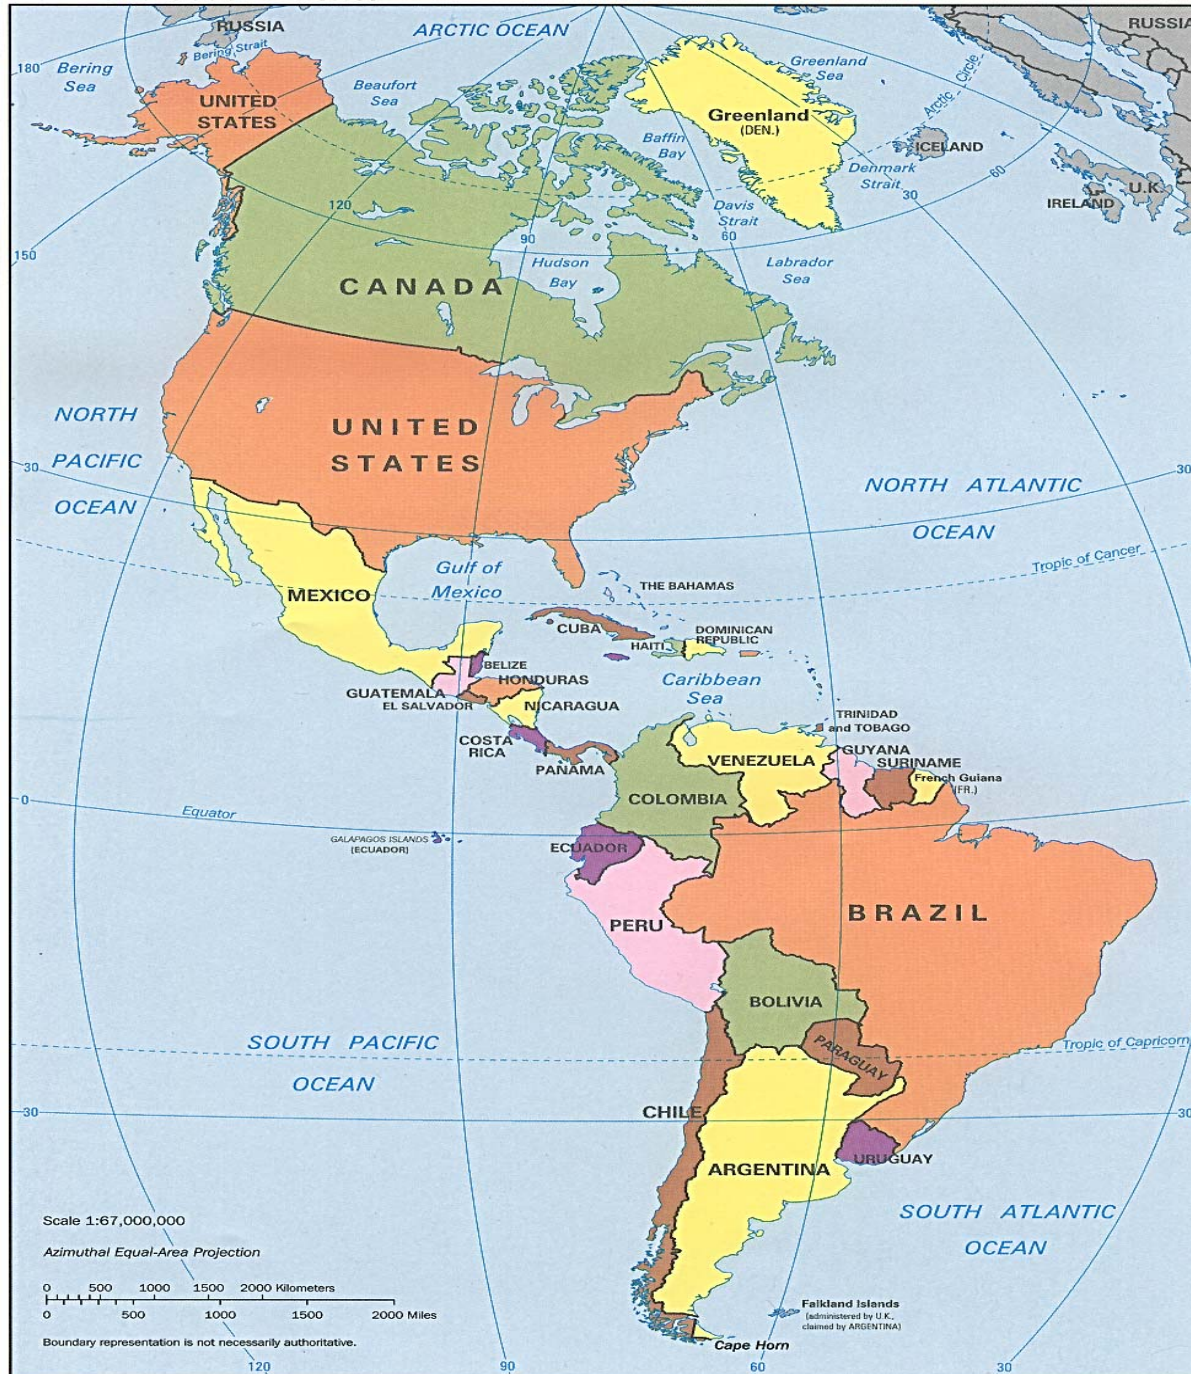 RUSSIA
ARCTIC OCEAN
RUSSIA
Bering Strait
180
Bering
Sea
Beaufort
Sea
Greenland
Sea
Arctic Circle
UNITED
STATES
Greenland
(DEN.)
Baffin
Bay
ICELAND
Denmark
Strait
60
U.K.
IRELAND
30
120
Davis
Strait
60
90
150
Hudson
Bay
Labrador
Sea
CANADA
NORTH
PACIFIC
OCEAN
UNITED
STATES
30
30
NORTH ATLANTIC
OCEAN
Tropic of Cancer
Gulf of
Mexico
MEXICO
THE BAHAMAS
CUBA
HAITI
DOMINICAN
REPUBLIC
BELIZE
HONDURAS
GUATEMALA
EL SALVADOR
NICARAGUA
Caribbean
Sea
COSTA
RICA
PANAMA
TRINIDAD
and TOBAGO
VENEZUELA
GUYANA
SURINAME
French Guiana
(FR.)
COLOMBIA
0
Equator
GALAPAGOS ISLANDS
(ECUADOR)
ECUADOR
PERU
BRAZIL
BOLIVIA
SOUTH PACIFIC
OCEAN
Tropic of Capricorn
PARAGUAY
30
CHILE
30
ARGENTINA
URUGUAY
SOUTH ATLANTIC
OCEAN
Scale 1:67,000,000
Azimuthal Equal-Area Projection
0 500 1000 1500 2000 Kilometers
0 500 1000 1500 2000 Miles
Boundary representation is not necessarily authoritative.
Falkland Islands
(administered by U.K.,
claimed by ARGENTINA)
Cape Horn
120
90
60
30